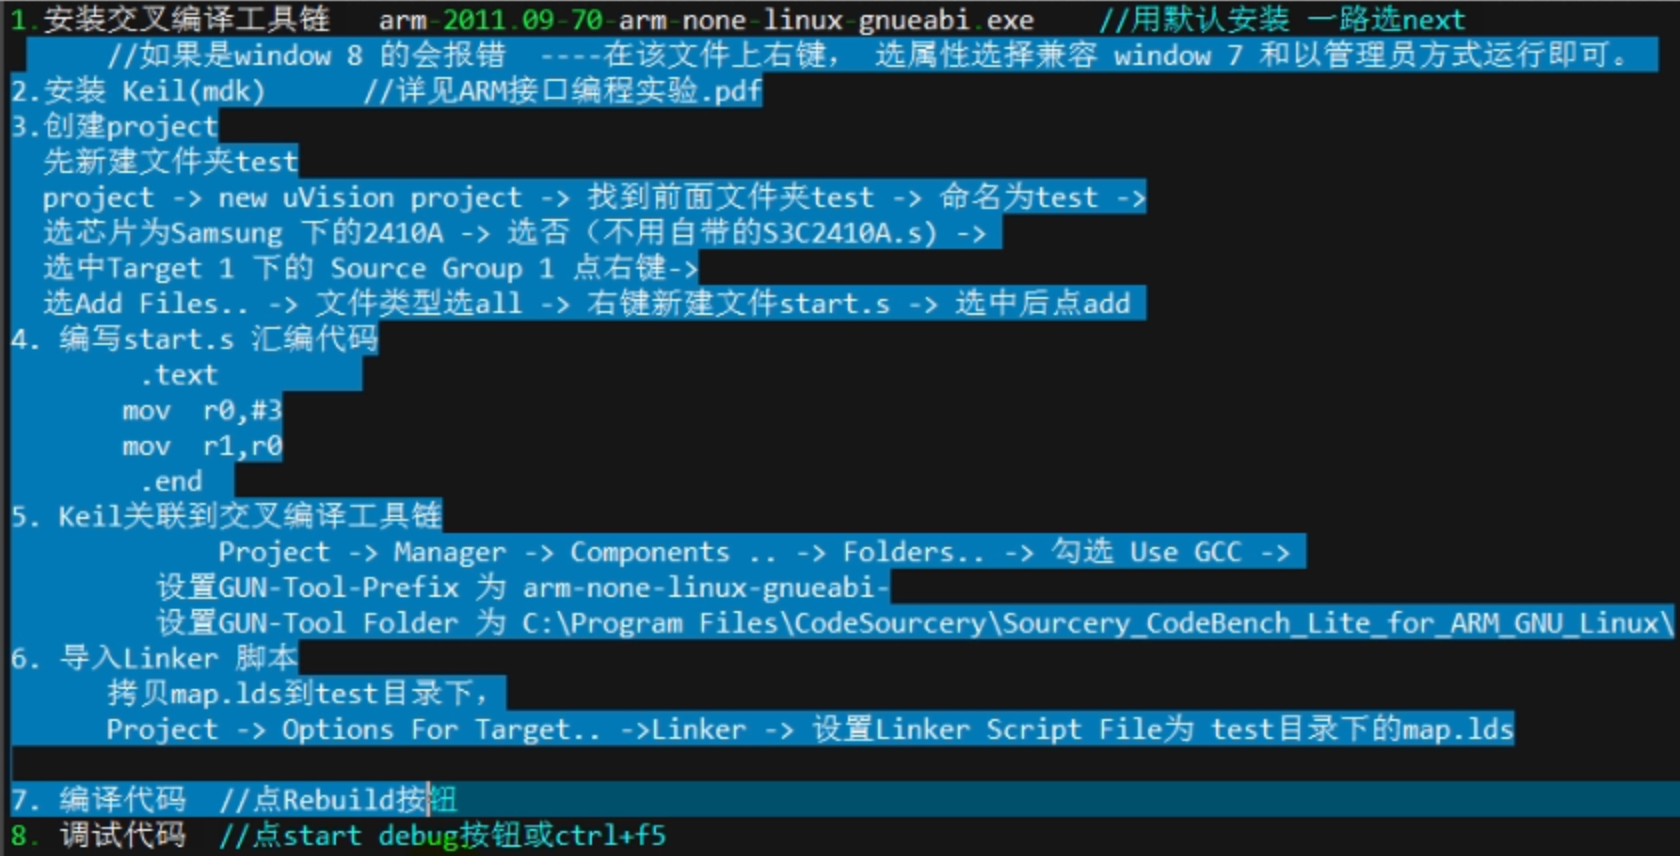 1.安装交叉编译工具链   arm-2011.09-70-arm-none-linux-gnueabi.exe    //用默认安装 一路选next
//如果是window 8 的会报错  ----在该文件上右键， 选属性选择兼容 window 7 和以管理员方式运行即可。
2.安装 Keil(mdk)      //详见ARM接口编程实验.pdf
3.创建project
先新建文件夹test
project -> new uVision project -> 找到前面文件夹test -> 命名为test ->
选芯片为Samsung 下的2410A -> 选否（不用自带的S3C2410A.s) ->
选中Target 1 下的 Source Group 1 点右键->
选Add Files.. -> 文件类型选all -> 右键新建文件start.s -> 选中后点add
4. 编写start.s 汇编代码
.text
mov  r0,#3
mov  r1,r0
.end
5. Keil关联到交叉编译工具链
Project -> Manager -> Components .. -> Folders.. -> 勾选 Use GCC ->
设置GUN-Tool-Prefix 为 arm-none-linux-gnueabi-
设置GUN-Tool Folder 为 C:\Program Files\CodeSourcery\Sourcery_CodeBench_Lite_for_ARM_GNU_Linux\
6. 导入Linker 脚本
拷贝map.lds到test目录下，
Project -> Options For Target.. ->Linker -> 设置Linker Script File为 test目录下的map.lds
7. 编译代码  //点Rebuild按钮
8. 调试代码  //点start debug按钮或ctrl+f5